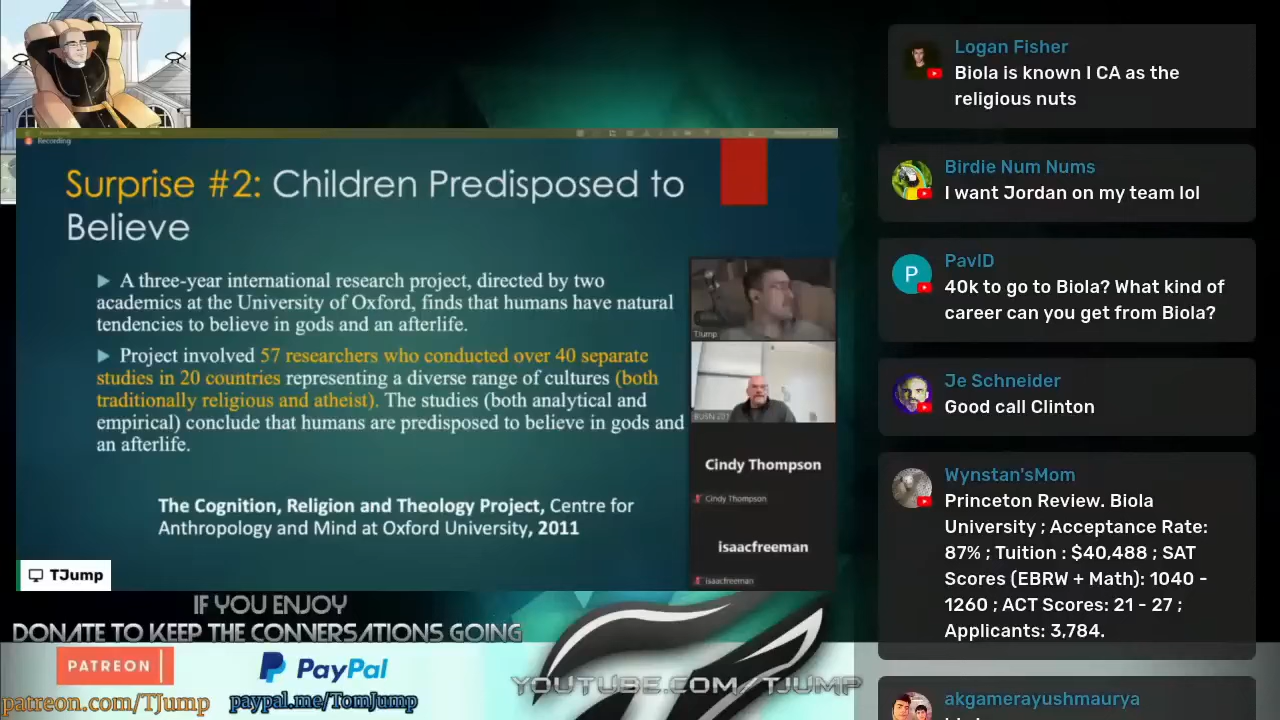 Recording
Surprise #2: Children Predisposed to
Believe
A three-year international research project, directed by two
academics at the University of Oxford, finds that humans have natural
tendencies to believe in gods and an afterlife.
Project involved 57 researchers who conducted over 40 separate
studies in 20 countries representing a diverse range of cultures (both
traditionally religious and atheist). The studies (both analytical and
empirical) conclude that humans are predisposed to believe in gods and
an afterlife.
The Cognition, Religion and Theology Project, Centre for
Anthropology and Mind at Oxford University, 2011
TJump
Cindy Thompson
Cindy Thompson
isaacfreeman
isaacfreeman
TJump
IF YOU ENJOY
DONATE TO KEEP THE CONVERSATIONS GOING
PATREON
PayPal
patreon.com/TJump
paypal.me/TomJump
YOUTUBE.COM/TJUMP
Logan Fisher
Biola is known I CA as the
religious nuts
Birdie Num Nums
I want Jordan on my team lol
P
PavID
40k to go to Biola? What kind of
career can you get from Biola?
Je Schneider
Good call Clinton
Wynstan'sMom
Princeton Review. Biola
University ; Acceptance Rate:
87% ; Tuition : $40,488 ; SAT
Scores (EBRW + Math): 1040 -
1260 ; ACT Scores: 21 - 27 ;
Applicants: 3,784.
akgamerayushmaurya